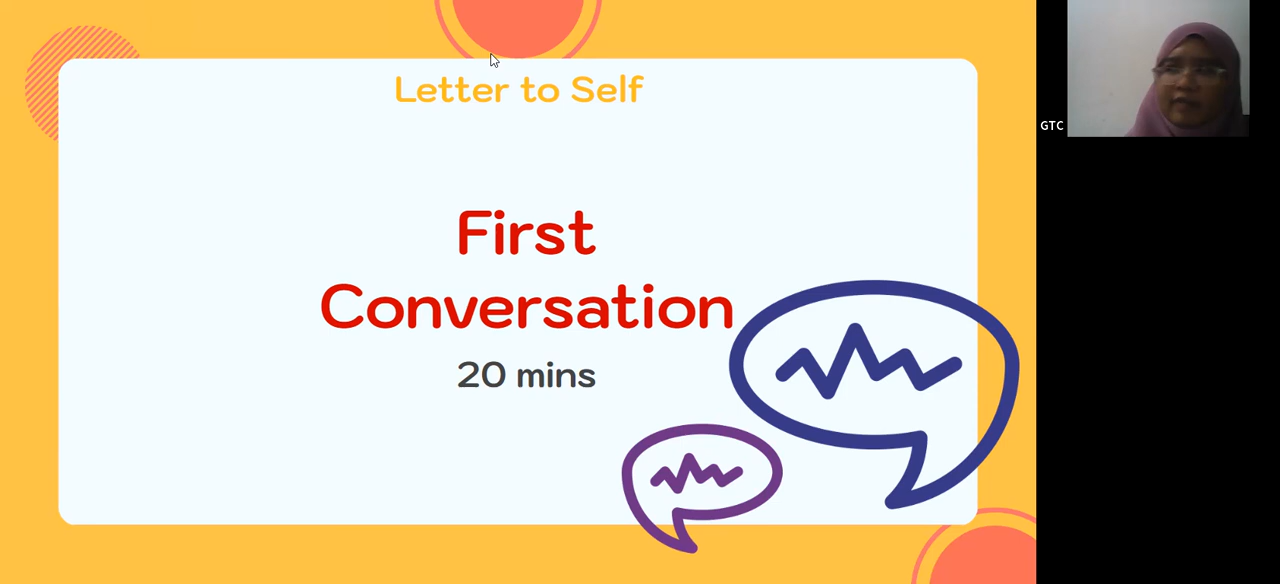 Letter to Self
First
Conversation
20 mins
GTC